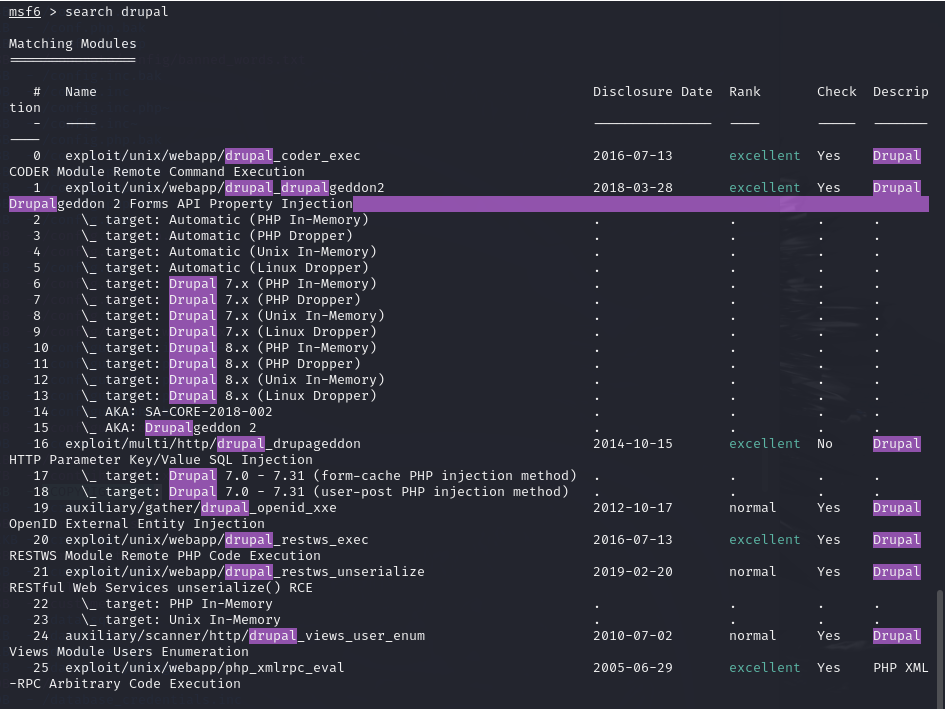 msf6 > search drupal
Matching Modules
================
# Name Disclosure Date Rank Check Descrip
tion
- ---- --------------- ---- ----- -------
----
0 exploit/unix/webapp/drupal_coder_exec 2016-07-13 excellent Yes Drupal
CODER Module Remote Command Execution
1 exploit/unix/webapp/drupal_drupalgeddon2 2018-03-28 excellent Yes Drupal
Drupalgeddon 2 Forms API Property Injection
2 \_ target: Automatic (PHP In-Memory) . . . .
3 \_ target: Automatic (PHP Dropper) . . . .
4 \_ target: Automatic (Unix In-Memory) . . . .
5 \_ target: Automatic (Linux Dropper) . . . .
6 \_ target: Drupal 7.x (PHP In-Memory) . . . .
7 \_ target: Drupal 7.x (PHP Dropper) . . . .
8 \_ target: Drupal 7.x (Unix In-Memory) . . . .
9 \_ target: Drupal 7.x (Linux Dropper) . . . .
10 \_ target: Drupal 8.x (PHP In-Memory) . . . .
11 \_ target: Drupal 8.x (PHP Dropper) . . . .
12 \_ target: Drupal 8.x (Unix In-Memory) . . . .
13 \_ target: Drupal 8.x (Linux Dropper) . . . .
14 \_ AKA: SA-CORE-2018-002 . . . .
15 \_ AKA: Drupalgeddon 2 . . . .
16 exploit/multi/http/drupal_drupageddon 2014-10-15 excellent No Drupal
HTTP Parameter Key/Value SQL Injection
17 \_ target: Drupal 7.0 - 7.31 (form-cache PHP injection method) . . . .
18 \_ target: Drupal 7.0 - 7.31 (user-post PHP injection method) . . . .
19 auxiliary/gather/drupal_openid_xxe 2012-10-17 normal Yes Drupal
OpenID External Entity Injection
20 exploit/unix/webapp/drupal_restws_exec 2016-07-13 excellent Yes Drupal
RESTWS Module Remote PHP Code Execution
21 exploit/unix/webapp/drupal_restws_unserialize 2019-02-20 normal Yes Drupal
RESTful Web Services unserialize() RCE
22 \_ target: PHP In-Memory . . . .
23 \_ target: Unix In-Memory . . . .
24 auxiliary/scanner/http/drupal_views_user_enum 2010-07-02 normal Yes Drupal
Views Module Users Enumeration
25 exploit/unix/webapp/php_xmlrpc_eval 2005-06-29 excellent Yes PHP XML
-RPC Arbitrary Code Execution